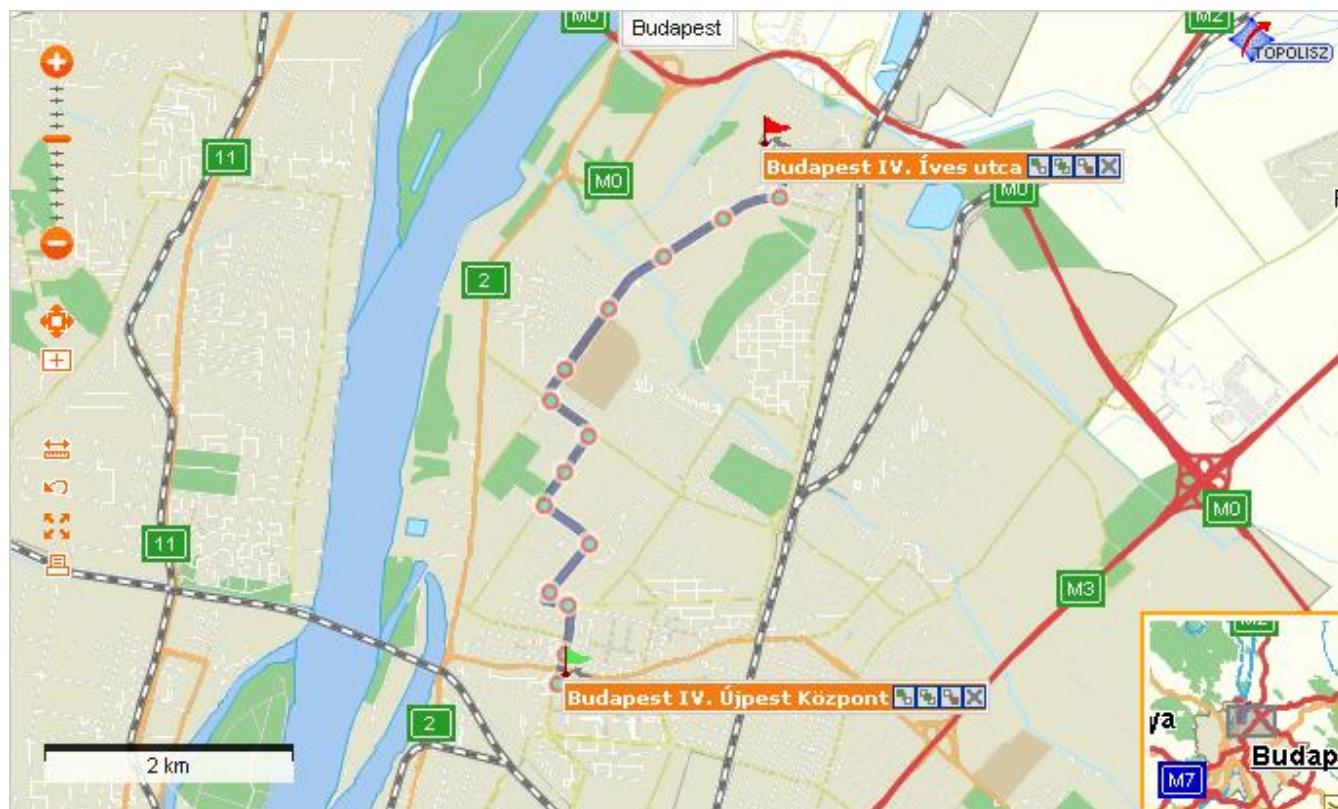 M0
Budapest
M2
TOPOLISZ
11
Budapest IV. Íves utca
M0
M0
2
11
M0
M3
Budapest IV. Újpest Központ
2
2 km
M2
Budap
M7